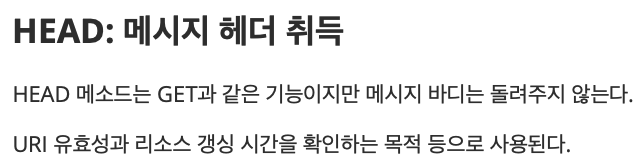 HEAD: 메시지 헤더 취득
HEAD 메소드는 GET과 같은 기능이지만 메시지 바디는 돌려주지 않는다.
URI 유효성과 리소스 갱싱 시간을 확인하는 목적 등으로 사용된다.